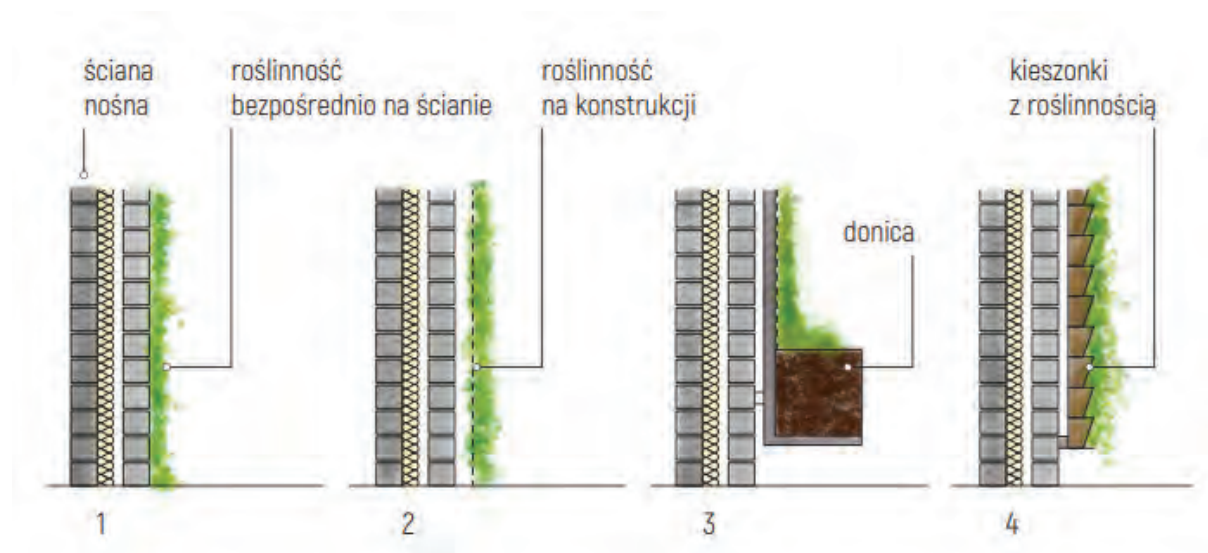 ściana
nośna
roślinność
bezpośrednio na ścianie
roślinność
na konstrukcji
kieszonki
z roślinnością
donica
1
2
3
4